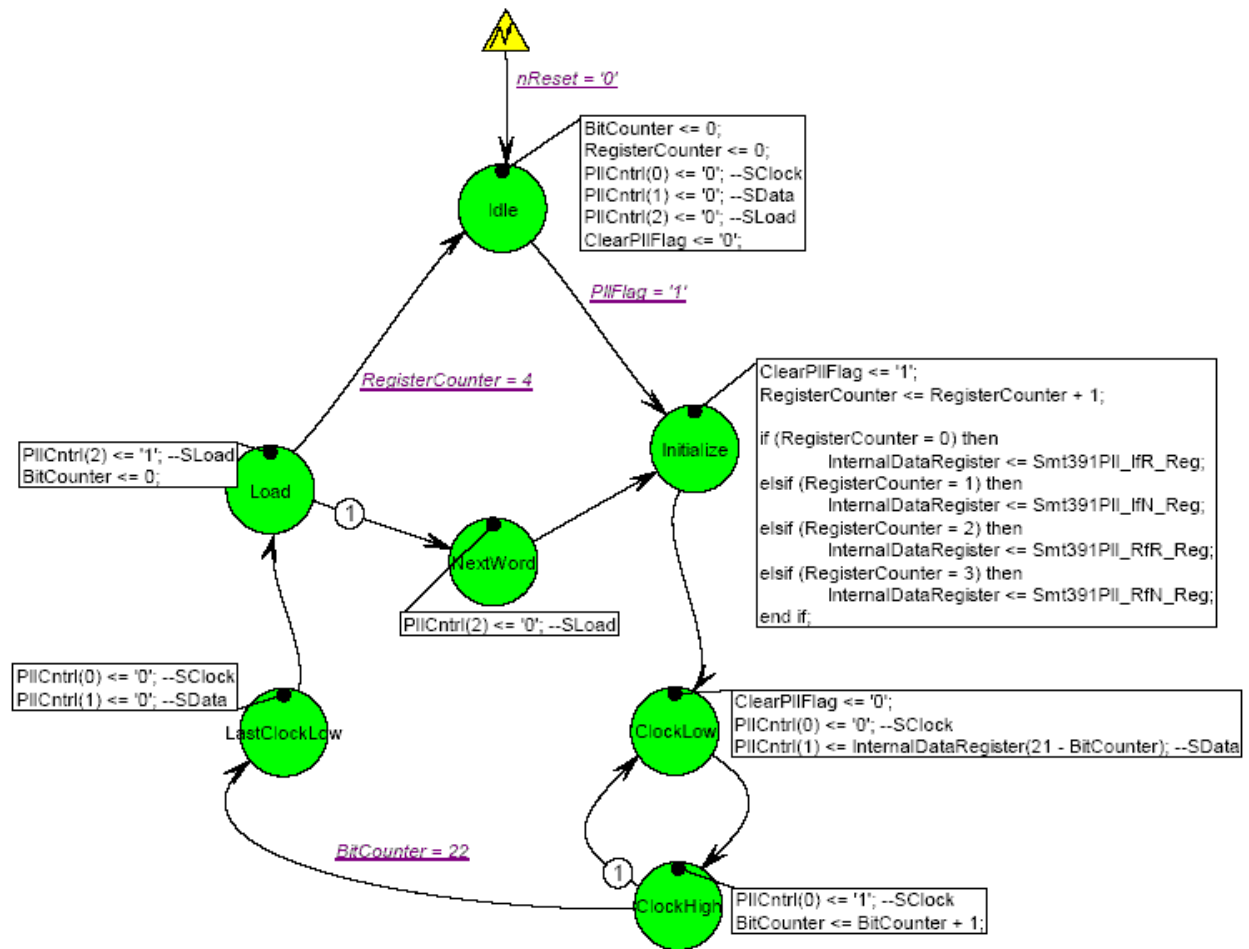 nReset = '0'
BitCounter <= 0;
RegisterCounter <= 0;
PllCntrl(0) <= '0'; --SClock
PllCntrl(1) <= '0'; --SData
PllCntrl(2) <= '0'; --SLoad
ClearPllFlag <= '0';
Idle
PllFlag = '1'
RegisterCounter = 4
ClearPllFlag <= '1';
RegisterCounter <= RegisterCounter + 1;
if (RegisterCounter = 0) then
InternalDataRegister <= Smt391Pll_IfR_Reg;
elsif (RegisterCounter = 1) then
InternalDataRegister <= Smt391Pll_IfN_Reg;
elsif (RegisterCounter = 2) then
InternalDataRegister <= Smt391Pll_RfR_Reg;
elsif (RegisterCounter = 3) then
InternalDataRegister <= Smt391Pll_RfN_Reg;
end if;
Initialize
PllCntrl(2) <= '1'; --SLoad
BitCounter <= 0;
Load
1
NextWord
PllCntrl(2) <= '0'; --SLoad
PllCntrl(0) <= '0'; --SClock
PllCntrl(1) <= '0'; --SData
LastClockLow
ClearPllFlag <= '0';
PllCntrl(0) <= '0'; --SClock
PllCntrl(1) <= InternalDataRegister(21 - BitCounter); --SData
ClockLow
BitCounter = 22
1
ClockHigh
PllCntrl(0) <= '1'; --SClock
BitCounter <= BitCounter + 1;